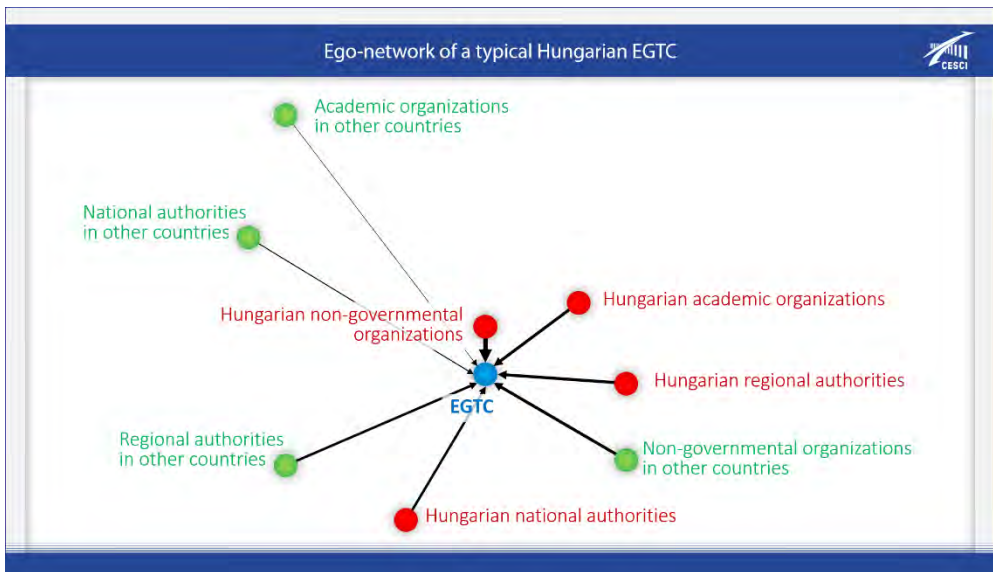 Ego-network of a typical Hungarian EGTC
CESCI
Academic organizations
in other countries
National authorities
in other countries
Hungarian non-governmental
organizations
Hungarian academic organizations
Hungarian regional authorities
EGTC
Regional authorities
in other countries
Non-governmental organizations
in other countries
Hungarian national authorities